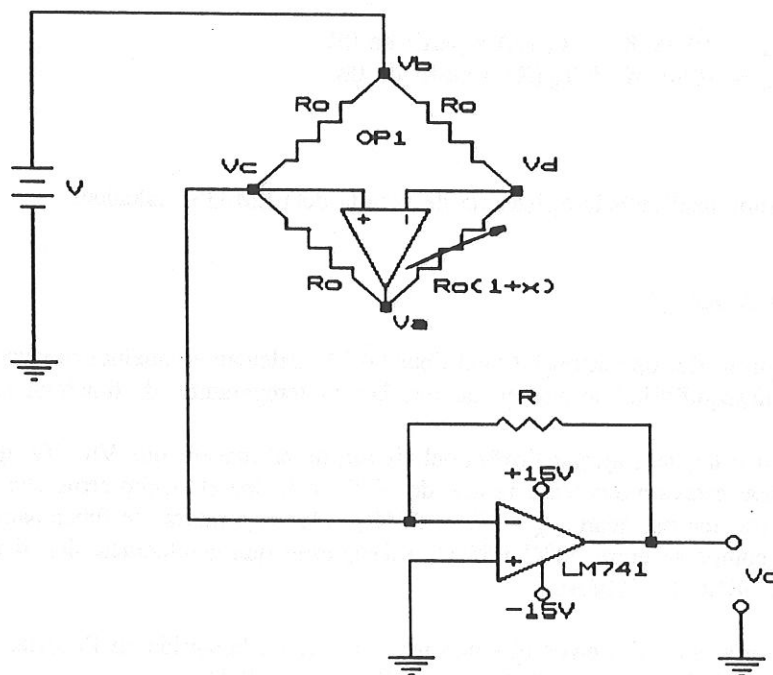 Vb
Ro
Ro
OP1
Vc
Vd
V
+
-
Ro
Ro(1+x)
Va
R
+15V
-
+
LM741
-15V
Vo